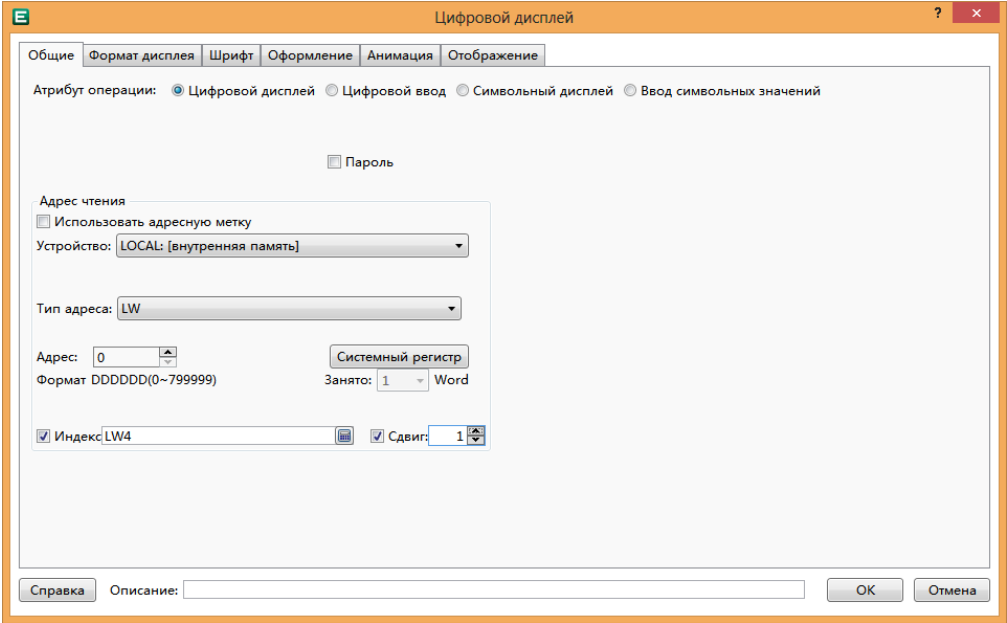 E Цифровой дисплей ? ×
Общие Формат дисплея Шрифт Оформление Анимация Отображение
Атрибут операции: Цифровой дисплей Цифровой ввод Символьный дисплей Ввод символьных значений
Пароль
Адрес чтения
Использовать адресную метку
Устройство: LOCAL: [внутренняя память]
Тип адреса: LW
Адрес: 0 Системный регистр
Формат DDDDDD(0~799999) Занято: 1 Word
Индекс LW4 Сдвиг: 1
Справка Описание: OK Отмена